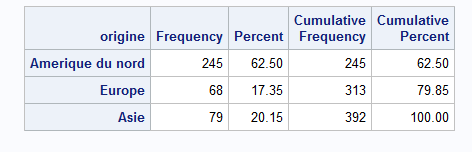 origine Frequency Percent Cumulative Frequency Cumulative Percent
Amerique du nord 245 62.50 245 62.50
Europe 68 17.35 313 79.85
Asie 79 20.15 392 100.00